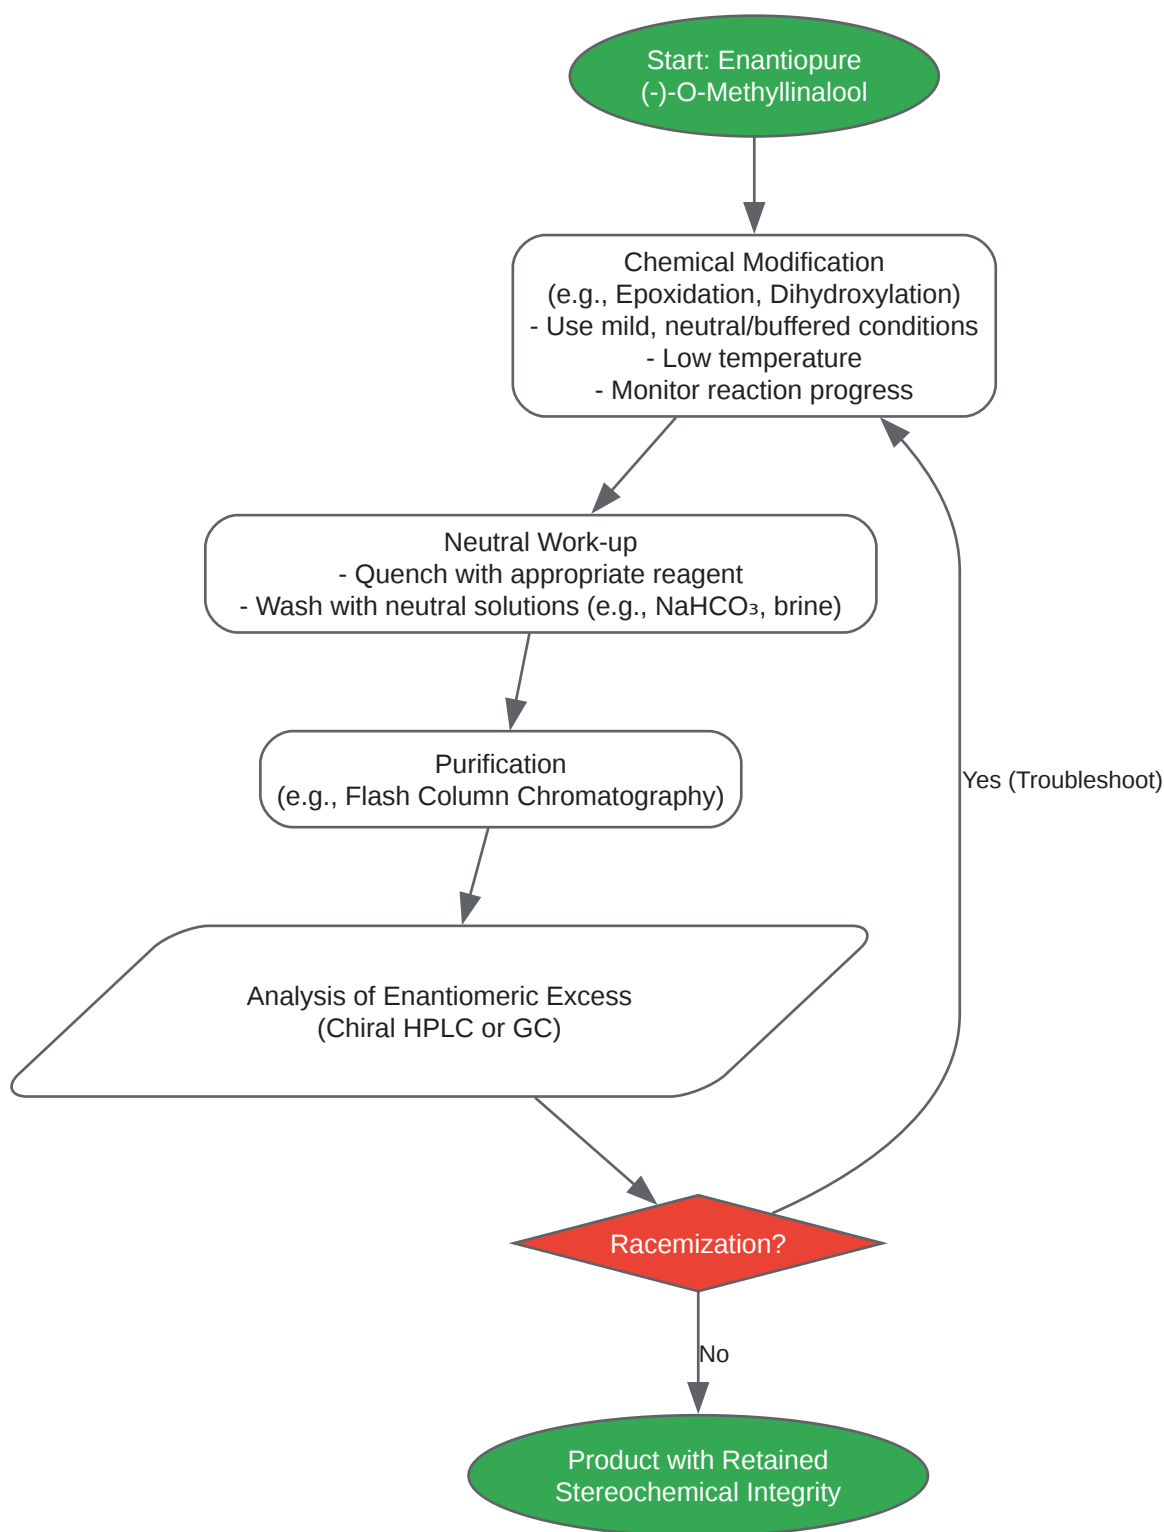 Start: Enantiopure
(-)-O-Methyllinalool
Chemical Modification
(e.g., Epoxidation, Dihydroxylation)
- Use mild, neutral/buffered conditions
- Low temperature
- Monitor reaction progress
Neutral Work-up
- Quench with appropriate reagent
- Wash with neutral solutions (e.g., NaHCO₃, brine)
Purification
(e.g., Flash Column Chromatography)
Yes (Troubleshoot)
Analysis of Enantiomeric Excess
(Chiral HPLC or GC)
Racemization?
No
Product with Retained
Stereochemical Integrity